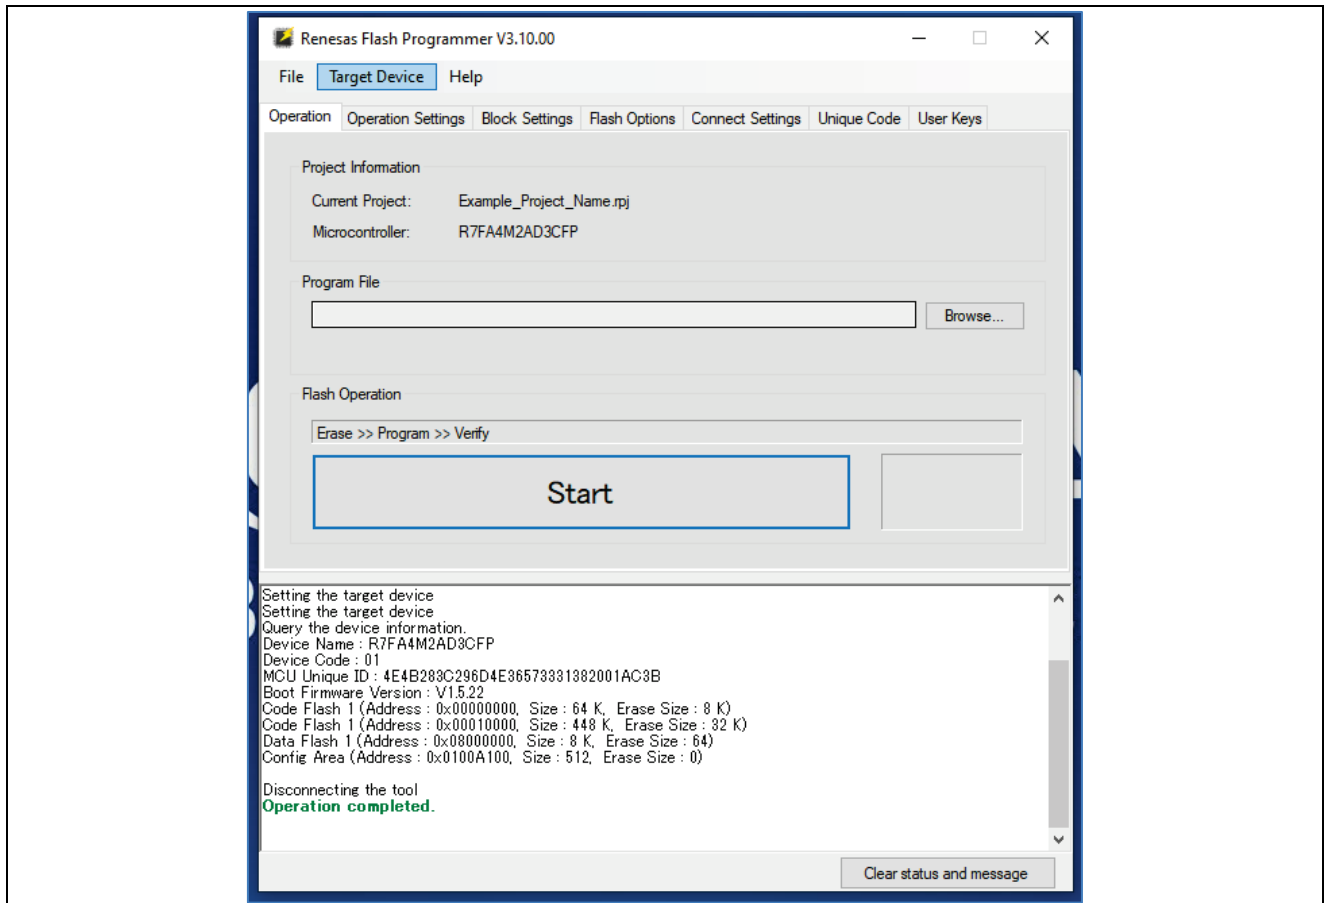 Renesas Flash Programmer V3.10.00
File Target Device Help
Operation Operation Settings Block Settings Flash Options Connect Settings Unique Code User Keys
Project Information
Current Project: Example_Project_Name.rpj
Microcontroller: R7FA4M2AD3CFP
Program File
Browse...
Flash Operation
Erase >> Program >> Verify
Start
Setting the target device
Setting the target device
Query the device information.
Device Name : R7FA4M2AD3CFP
Device Code : 01
MCU Unique ID : 4E4B283C296D4E36573331382001AC3B
Boot Firmware Version : V1.5.22
Code Flash 1 (Address : 0x00000000, Size : 64 K, Erase Size : 8 K)
Code Flash 1 (Address : 0x00010000, Size : 448 K, Erase Size : 32 K)
Data Flash 1 (Address : 0x08000000, Size : 8 K, Erase Size : 64)
Config Area (Address : 0x0100A100, Size : 512, Erase Size : 0)
Disconnecting the tool
Operation completed.
Clear status and message